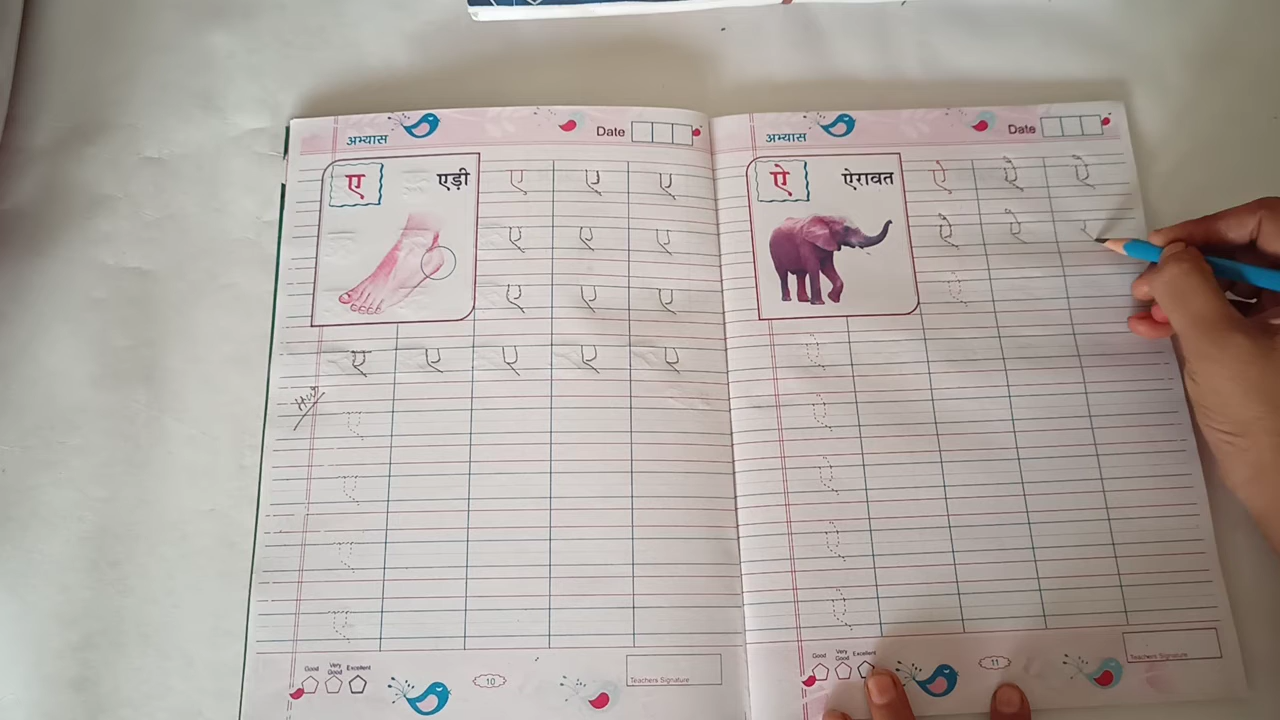 अभ्यास Date
ए एड़ी ए ए ए
ए ए ए
ए ए ए
ए ए ए ए ए
H.W
ए
ए
ए
ए
Good Very Good Excellent
10
Teachers Signature
अभ्यास Date
ऐ ऐरावत ऐ ऐ ऐ
ऐ ऐ
ऐ
ऐ
ऐ
ऐ
ऐ
ऐ
Good Very Good Excellent
11
Teachers Signature